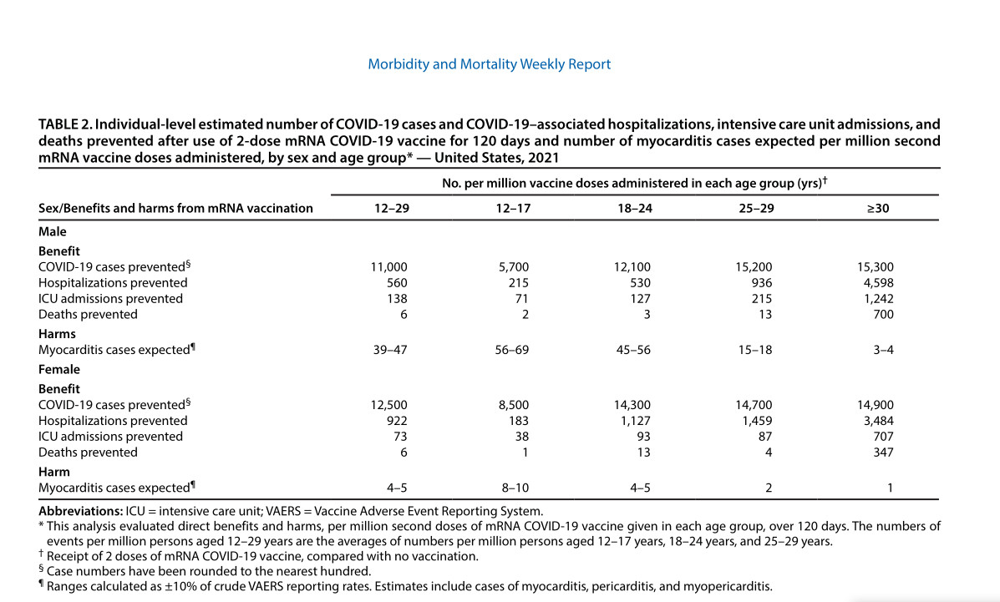 Morbidity and Mortality Weekly Report
TABLE 2. Individual-level estimated number of COVID-19 cases and COVID-19–associated hospitalizations, intensive care unit admissions, and
deaths prevented after use of 2-dose mRNA COVID-19 vaccine for 120 days and number of myocarditis cases expected per million second
mRNA vaccine doses administered, by sex and age group* — United States, 2021
No. per million vaccine doses administered in each age group (yrs)†
Sex/Benefits and harms from mRNA vaccination 12–29 12–17 18–24 25–29 ≥30
Male
Benefit
COVID-19 cases prevented§ 11,000 5,700 12,100 15,200 15,300
Hospitalizations prevented 560 215 530 936 4,598
ICU admissions prevented 138 71 127 215 1,242
Deaths prevented 6 2 3 13 700
Harms
Myocarditis cases expected¶ 39–47 56–69 45–56 15–18 3–4
Female
Benefit
COVID-19 cases prevented§ 12,500 8,500 14,300 14,700 14,900
Hospitalizations prevented 922 183 1,127 1,459 3,484
ICU admissions prevented 73 38 93 87 707
Deaths prevented 6 1 13 4 347
Harm
Myocarditis cases expected¶ 4–5 8–10 4–5 2 1
Abbreviations: ICU = intensive care unit; VAERS = Vaccine Adverse Event Reporting System.
* This analysis evaluated direct benefits and harms, per million second doses of mRNA COVID-19 vaccine given in each age group, over 120 days. The numbers of
events per million persons aged 12–29 years are the averages of numbers per million persons aged 12–17 years, 18–24 years, and 25–29 years.
† Receipt of 2 doses of mRNA COVID-19 vaccine, compared with no vaccination.
§ Case numbers have been rounded to the nearest hundred.
¶ Ranges calculated as ±10% of crude VAERS reporting rates. Estimates include cases of myocarditis, pericarditis, and myopericarditis.